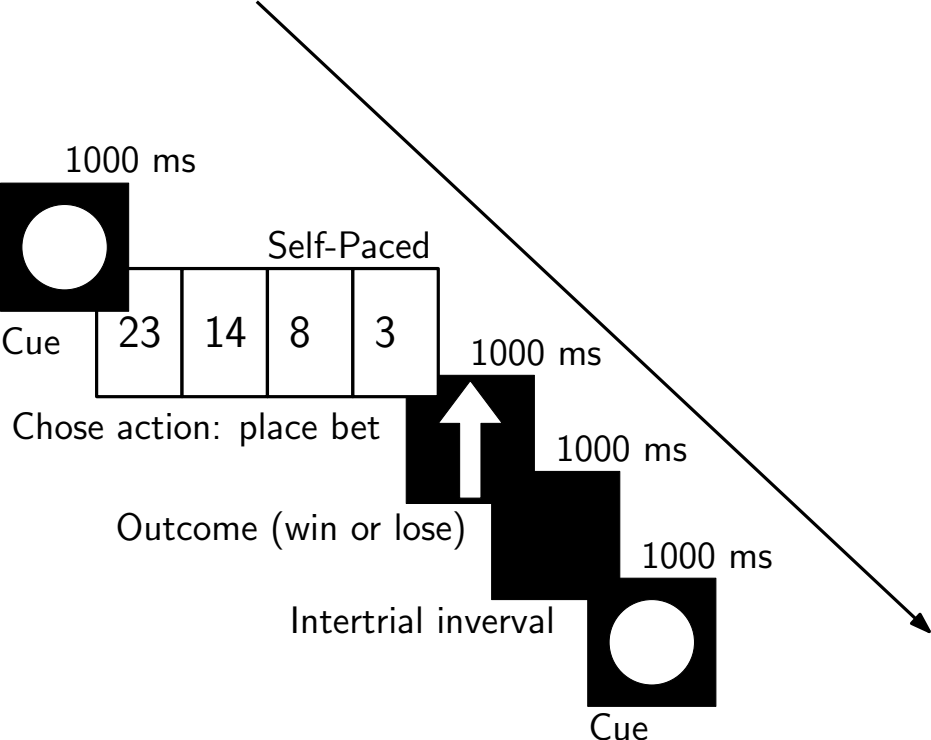 1000 ms
Cue
Self-Paced
23 14 8 3
Chose action: place bet
1000 ms
Outcome (win or lose)
1000 ms
Intertrial inverval
1000 ms
Cue